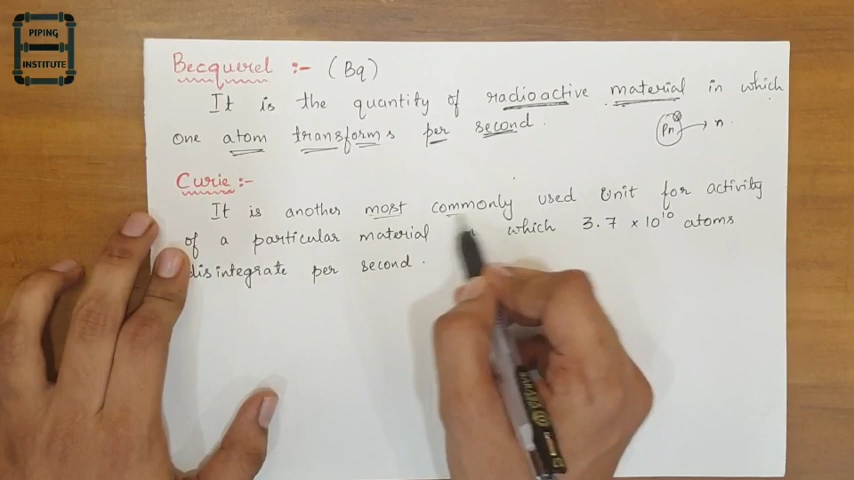 PIPING
INSTITUTE
Becquerel :- (Bq)
It is the quantity of radioactive material in which
one atom transforms per second.
Pn → n.
Curie :-
It is another most commonly used Unit for activity
of a particular material which 3.7 × 10¹⁰ atoms
disintegrate per second.